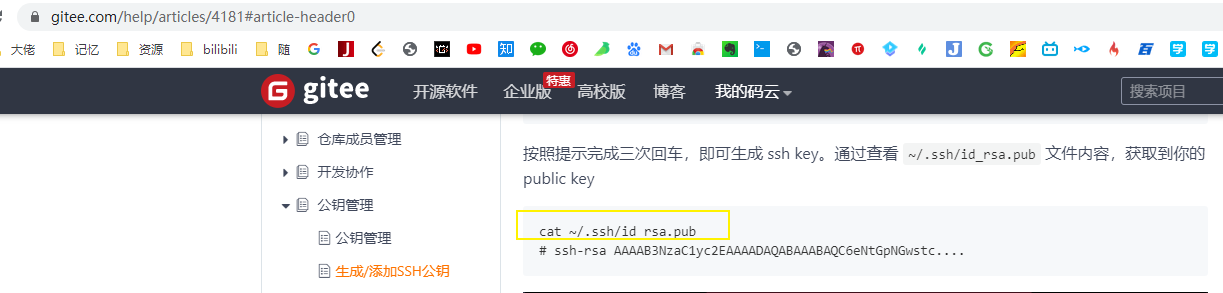 gitee.com/help/articles/4181#article-header0
大佬 记忆 资源 bilibili 随
gitee 开源软件 企业版 特惠 高校版 博客 我的码云 搜索项目
仓库成员管理
开发协作
公钥管理
公钥管理
生成/添加SSH公钥
按照提示完成三次回车，即可生成 ssh key。通过查看 ~/.ssh/id_rsa.pub 文件内容，获取到你的
public key
cat ~/.ssh/id_rsa.pub
# ssh-rsa AAAAB3NzaC1yc2EAAAADAQABAAABAQC6eNtGpNGwstc....